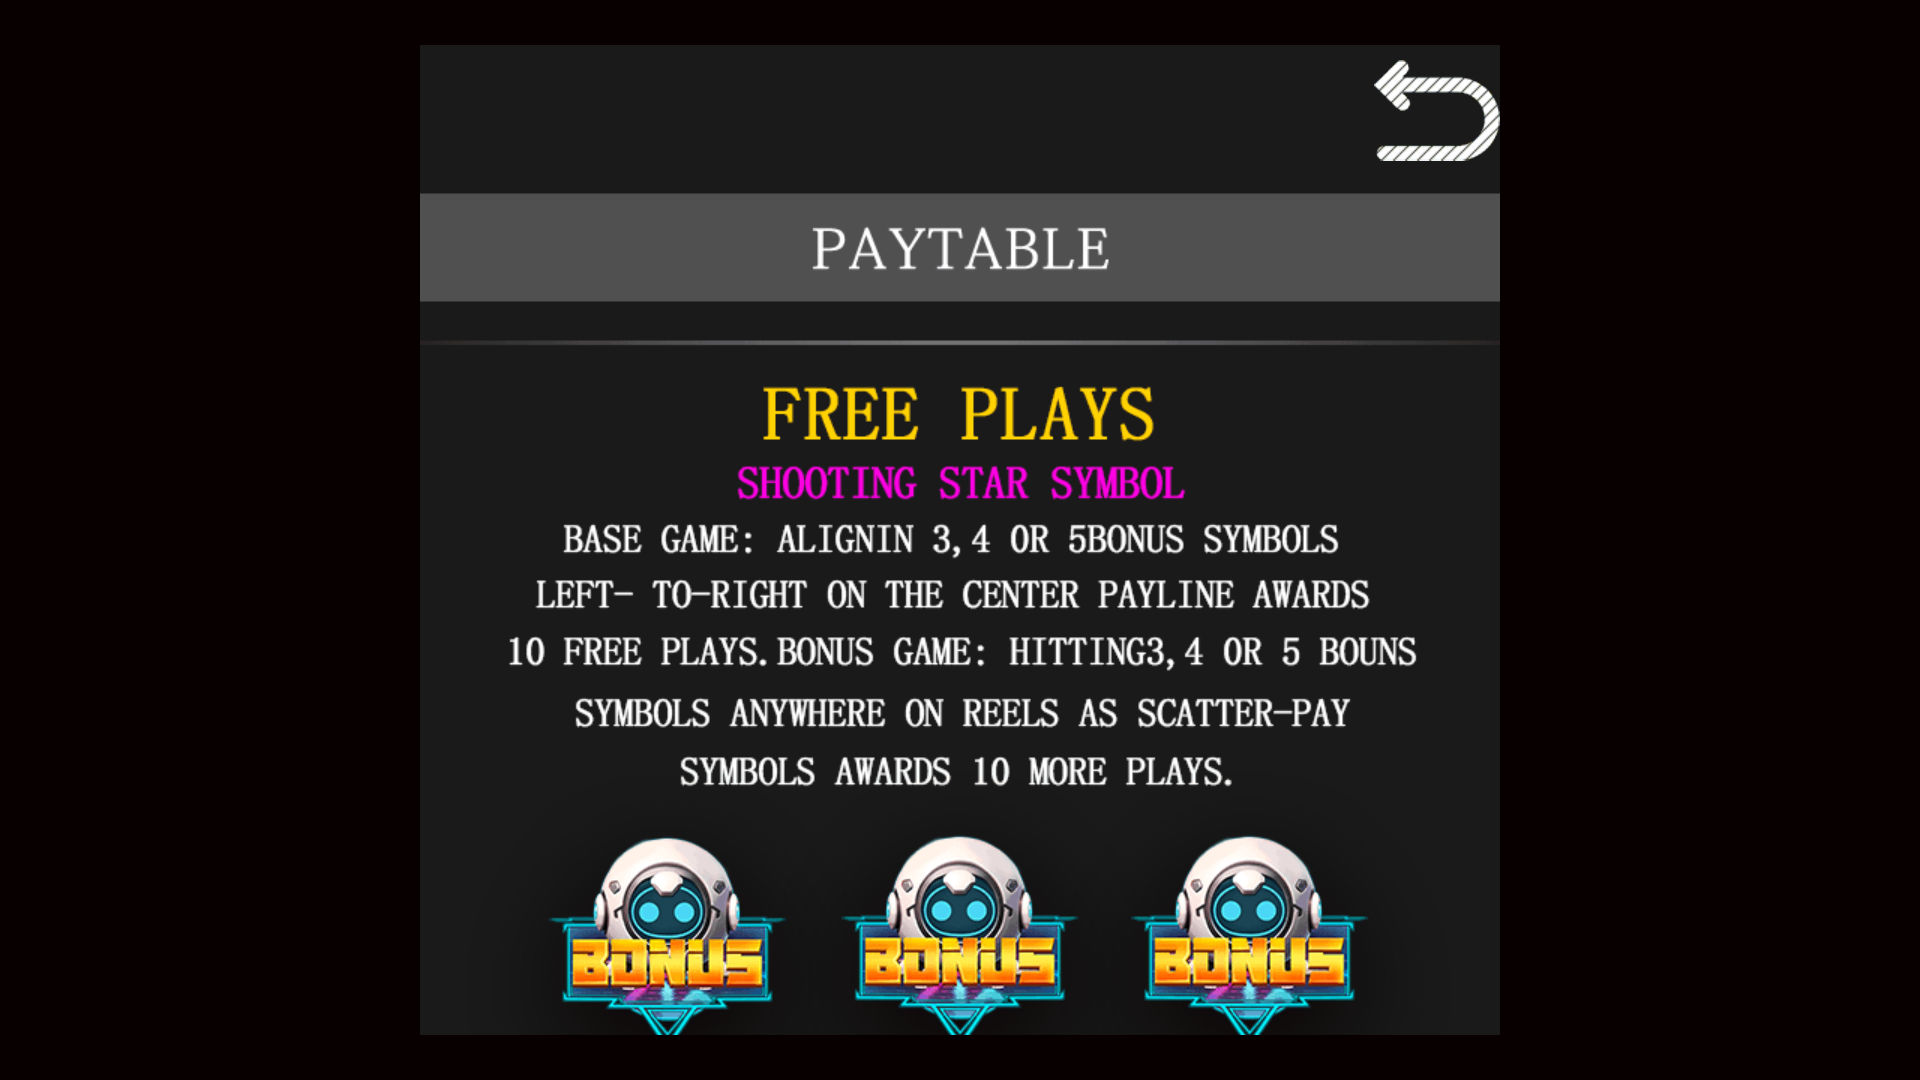 PAYTABLE
FREE PLAYS
SHOOTING STAR SYMBOL
BASE GAME: ALIGNIN 3,4 OR 5BONUS SYMBOLS
LEFT- TO-RIGHT ON THE CENTER PAYLINE AWARDS
10 FREE PLAYS.BONUS GAME: HITTING3,4 OR 5 BOUNS
SYMBOLS ANYWHERE ON REELS AS SCATTER-PAY
SYMBOLS AWARDS 10 MORE PLAYS.
BONUS BONUS BONUS